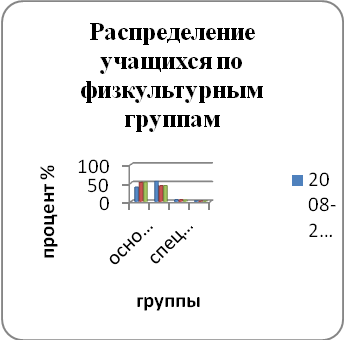 Распределение
учащихся по
физкультурным
группам
процент %
100
50
0
осно...
спец...
группы
20
08-
2...